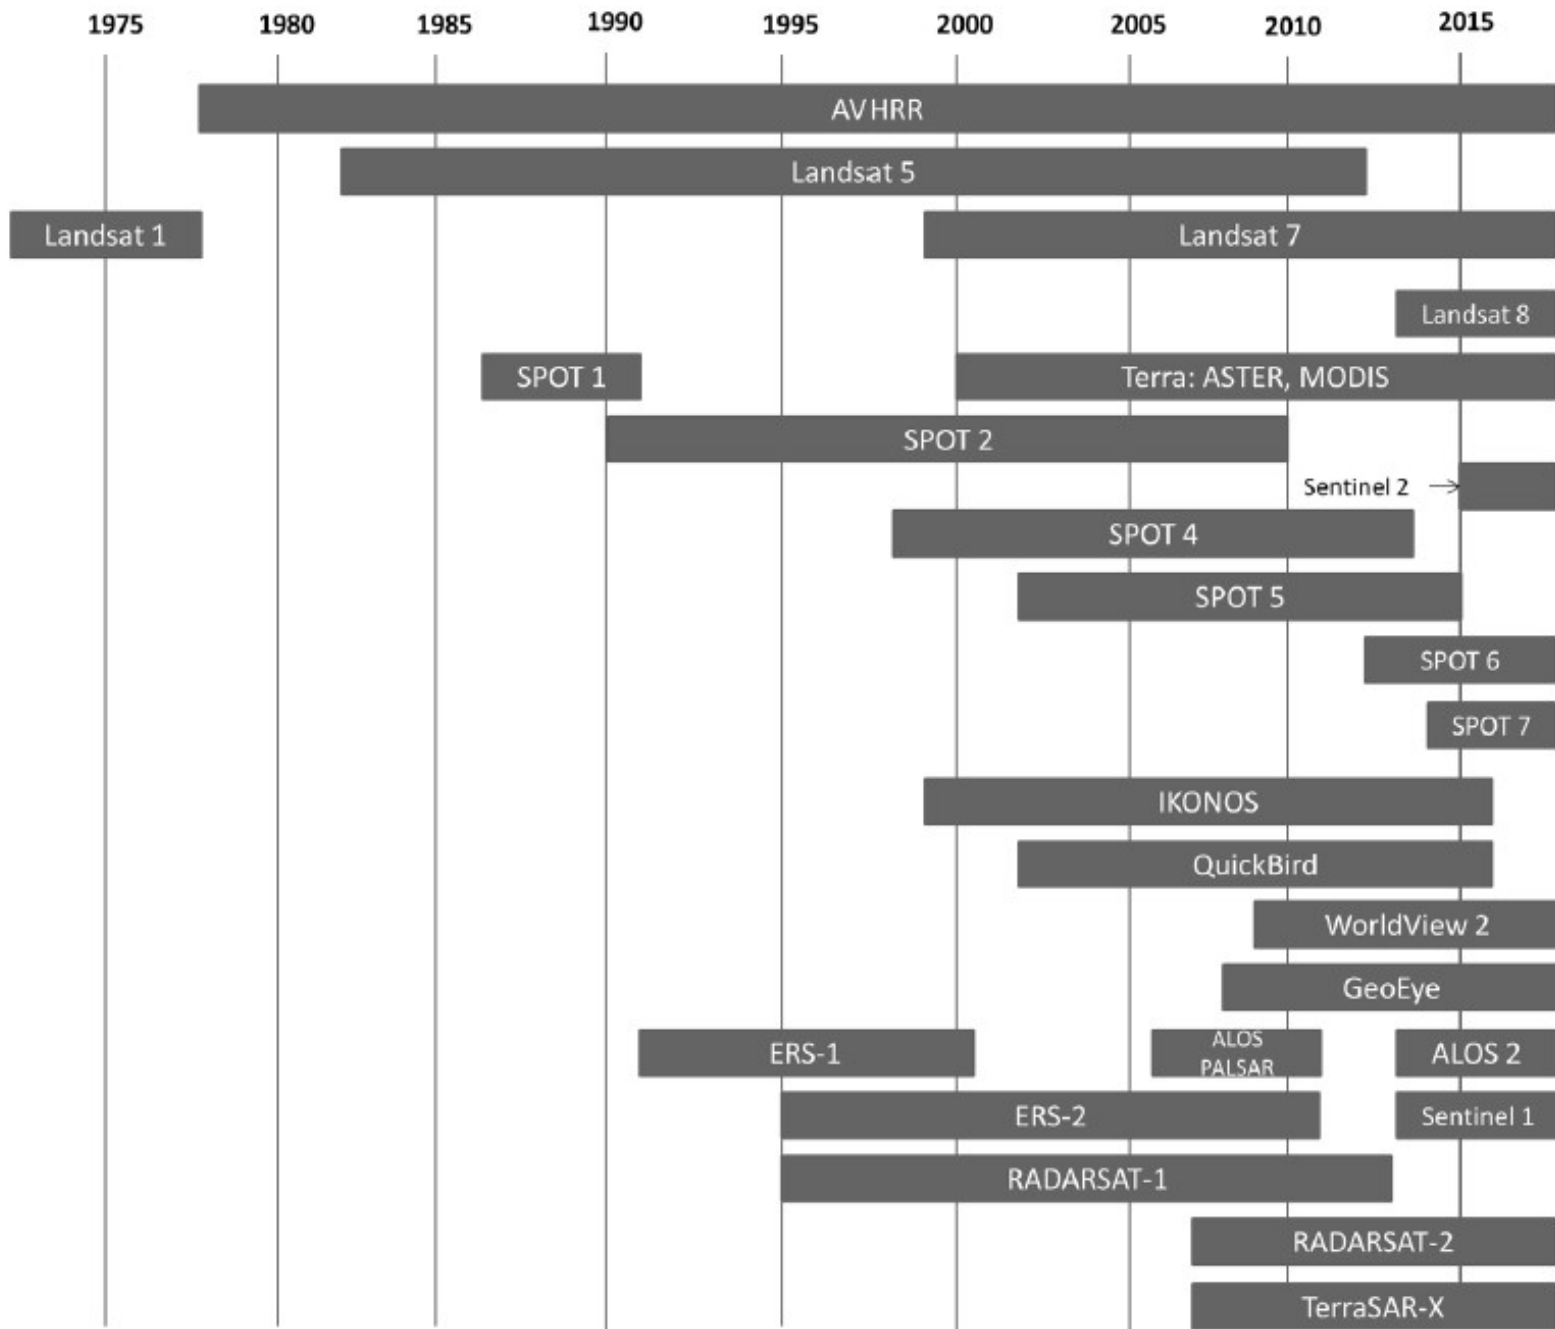 1975 1980 1985 1990 1995 2000 2005 2010 2015
AVHRR
Landsat 5
Landsat 1
Landsat 7
Landsat 8
SPOT 1
Terra: ASTER, MODIS
SPOT 2
Sentinel 2
SPOT 4
SPOT 5
SPOT 6
SPOT 7
IKONOS
QuickBird
WorldView 2
GeoEye
ERS-1
ALOS
PALSAR
ALOS 2
ERS-2
Sentinel 1
RADARSAT-1
RADARSAT-2
TerraSAR-X